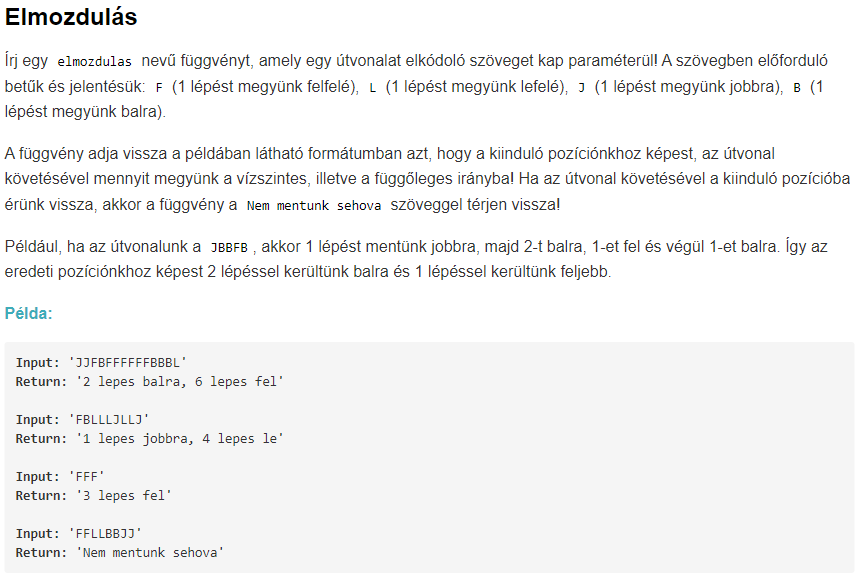 Elmozdulás
Írj egy elmozdulas nevű függvényt, amely egy útvonalat elkódoló szöveget kap paraméterül! A szövegben előforduló
betűk és jelentésük: F (1 lépést megyünk felfelé), L (1 lépést megyünk lefelé), J (1 lépést megyünk jobbra), B (1
lépést megyünk balra).
A függvény adja vissza a példában látható formátumban azt, hogy a kiinduló pozíciónkhoz képest, az útvonal
követésével mennyit megyünk a vízszintes, illetve a függőleges irányba! Ha az útvonal követésével a kiinduló pozícióba
érünk vissza, akkor a függvény a Nem mentunk sehova szöveggel térjen vissza!
Például, ha az útvonalunk a JBBFB, akkor 1 lépést mentünk jobbra, majd 2-t balra, 1-et fel és végül 1-et balra. Így az
eredeti pozíciónkhoz képest 2 lépéssel kerültünk balra és 1 lépéssel kerültünk feljebb.
Példa:
Input: 'JJFBFFFFFFBBBL'
Return: '2 lepes balra, 6 lepes fel'
Input: 'FBLLLJLLJ'
Return: '1 lepes jobbra, 4 lepes le'
Input: 'FFF'
Return: '3 lepes fel'
Input: 'FFLLBBJJ'
Return: 'Nem mentunk sehova'